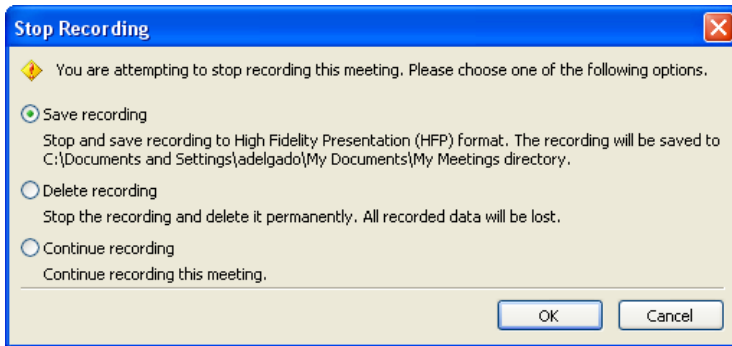 Stop Recording
You are attempting to stop recording this meeting. Please choose one of the following options.
Save recording
Stop and save recording to High Fidelity Presentation (HFP) format. The recording will be saved to
C:\Documents and Settings\adelgado\My Documents\My Meetings directory.
Delete recording
Stop the recording and delete it permanently. All recorded data will be lost.
Continue recording
Continue recording this meeting.
OK Cancel